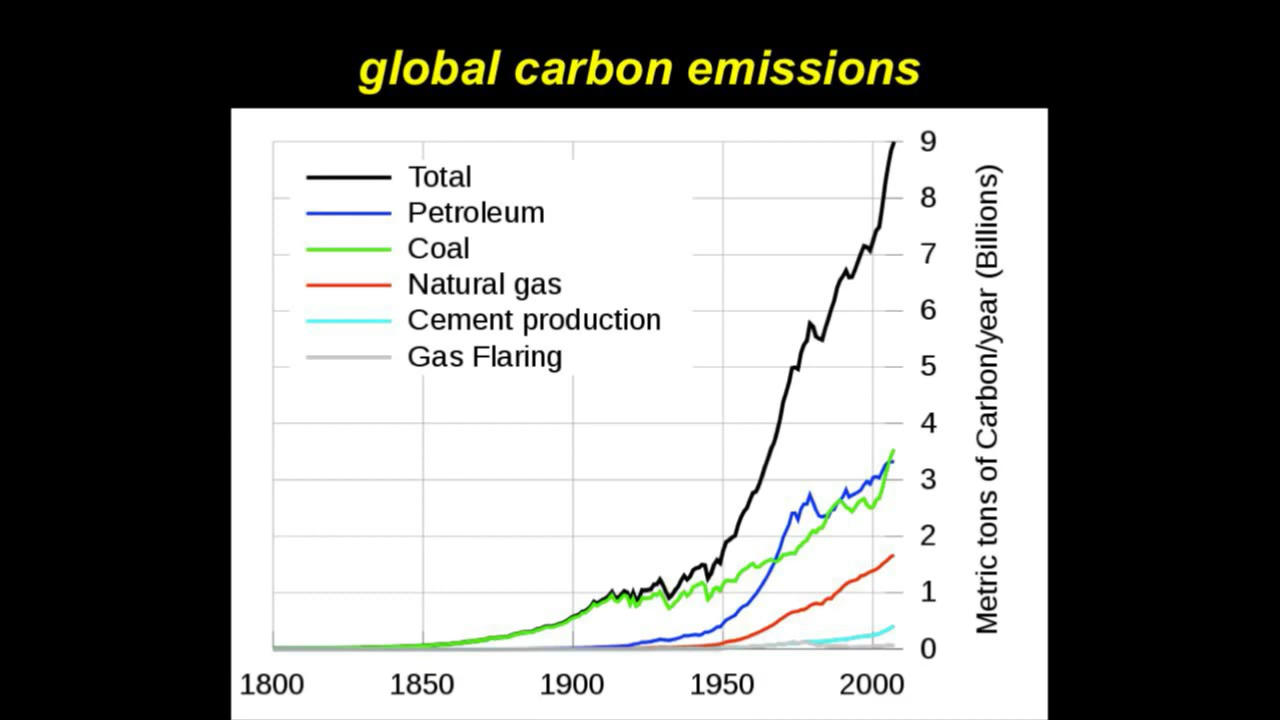 global carbon emissions
Total
Petroleum
Coal
Natural gas
Cement production
Gas Flaring
9
8
7
6
5
4
3
2
1
0
Metric tons of Carbon/year (Billions)
1800 1850 1900 1950 2000